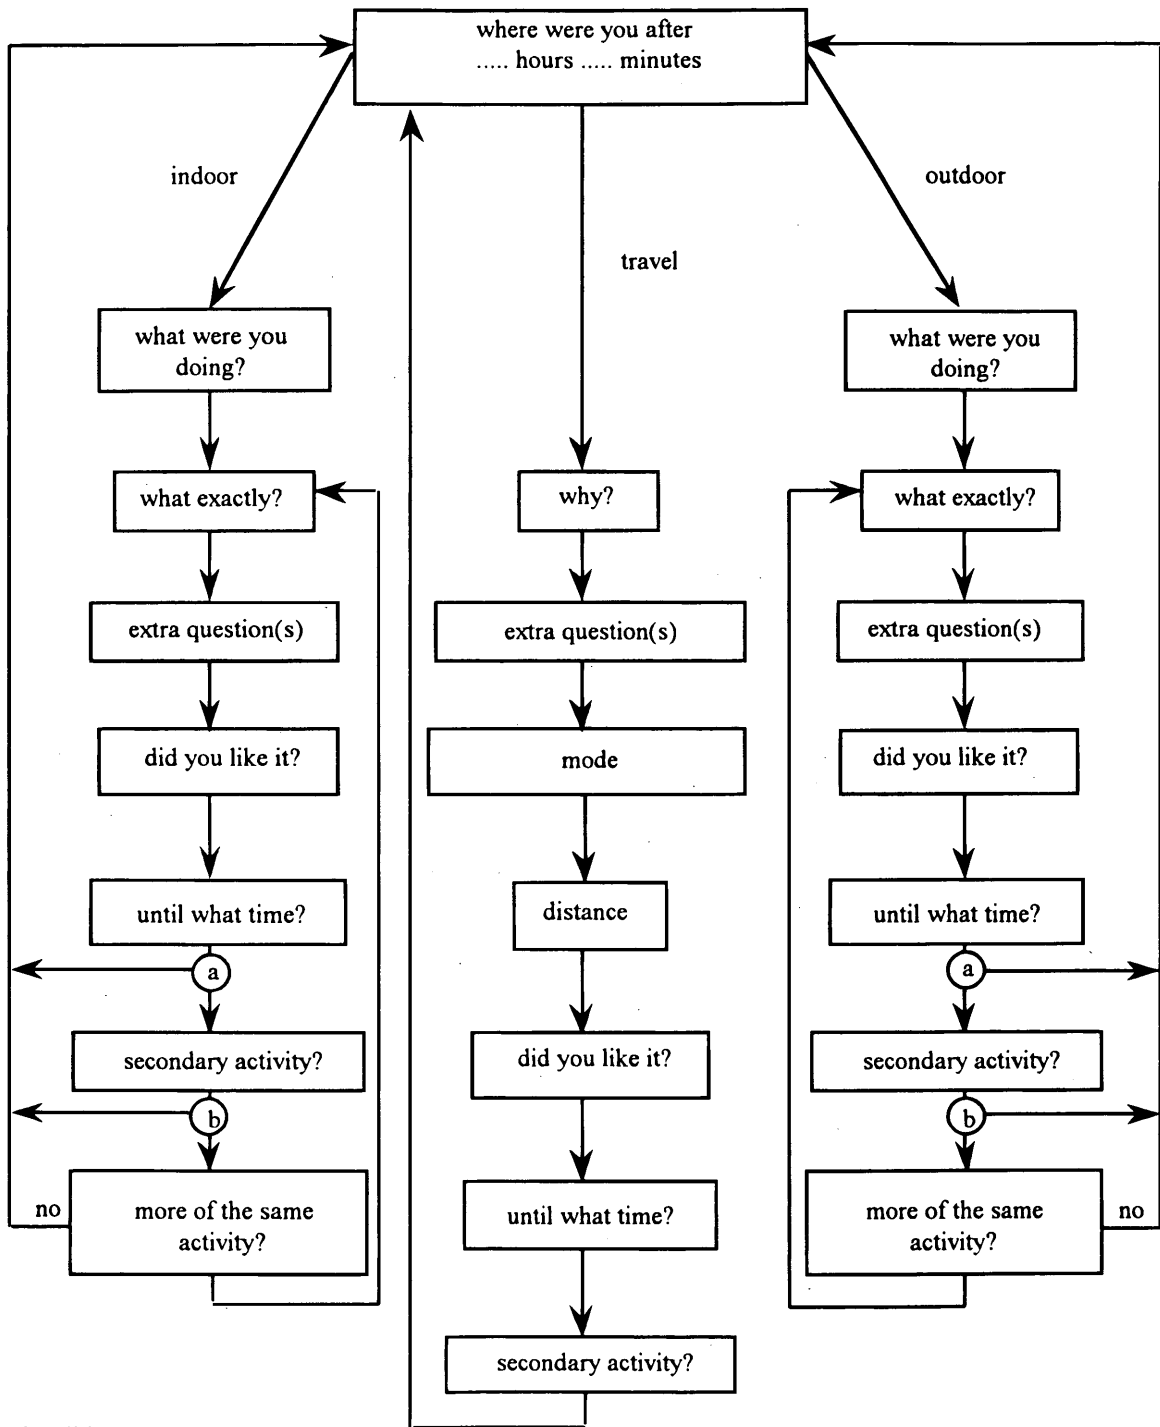 where were you after
..... hours ..... minutes
indoor
outdoor
travel
what were you
doing?
what were you
doing?
what exactly?
why?
what exactly?
extra question(s)
extra question(s)
extra question(s)
did you like it?
mode
did you like it?
until what time?
distance
until what time?
a
a
secondary activity?
did you like it?
secondary activity?
b
b
no
more of the same
activity?
until what time?
more of the same
activity?
no
secondary activity?